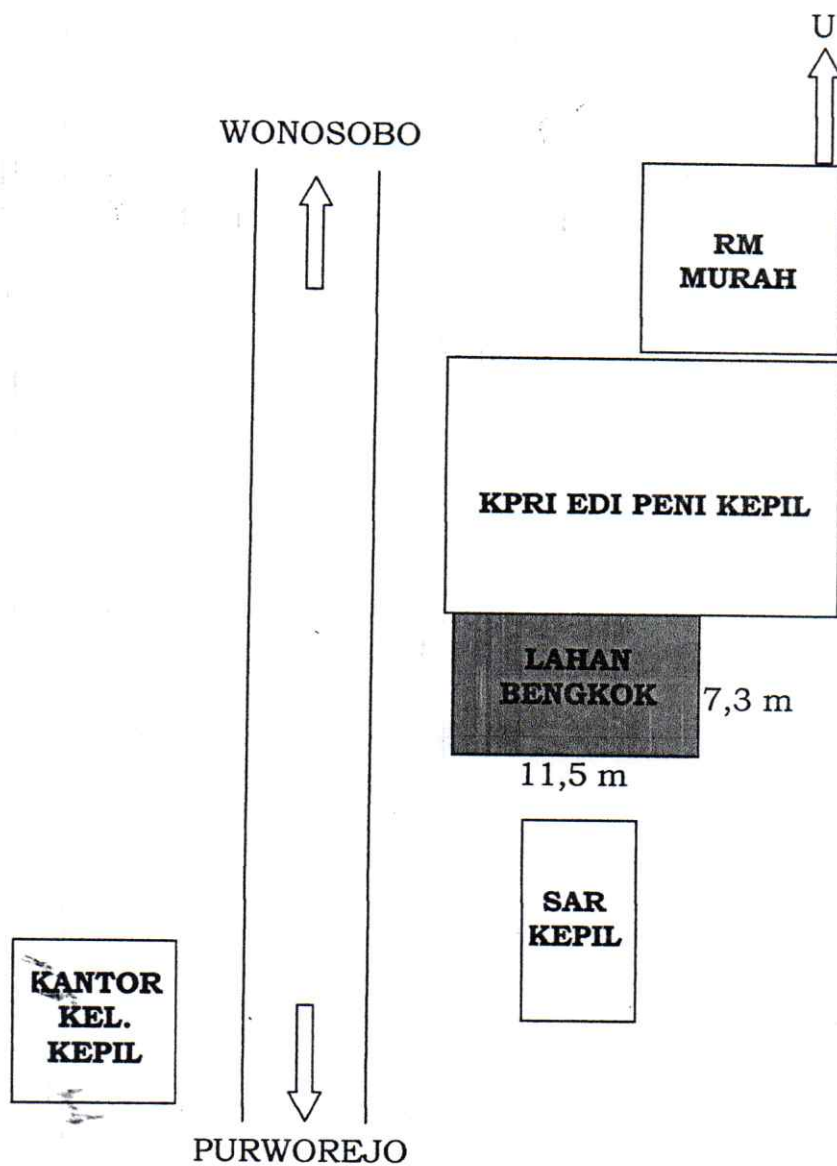 U
WONOSOBO
RM
MURAH
KPRI EDI PENI KEPIL
LAHAN
BENGKOK
7,3 m
11,5 m
SAR
KEPIL
KANTOR
KEL.
KEPIL
PURWOREJO